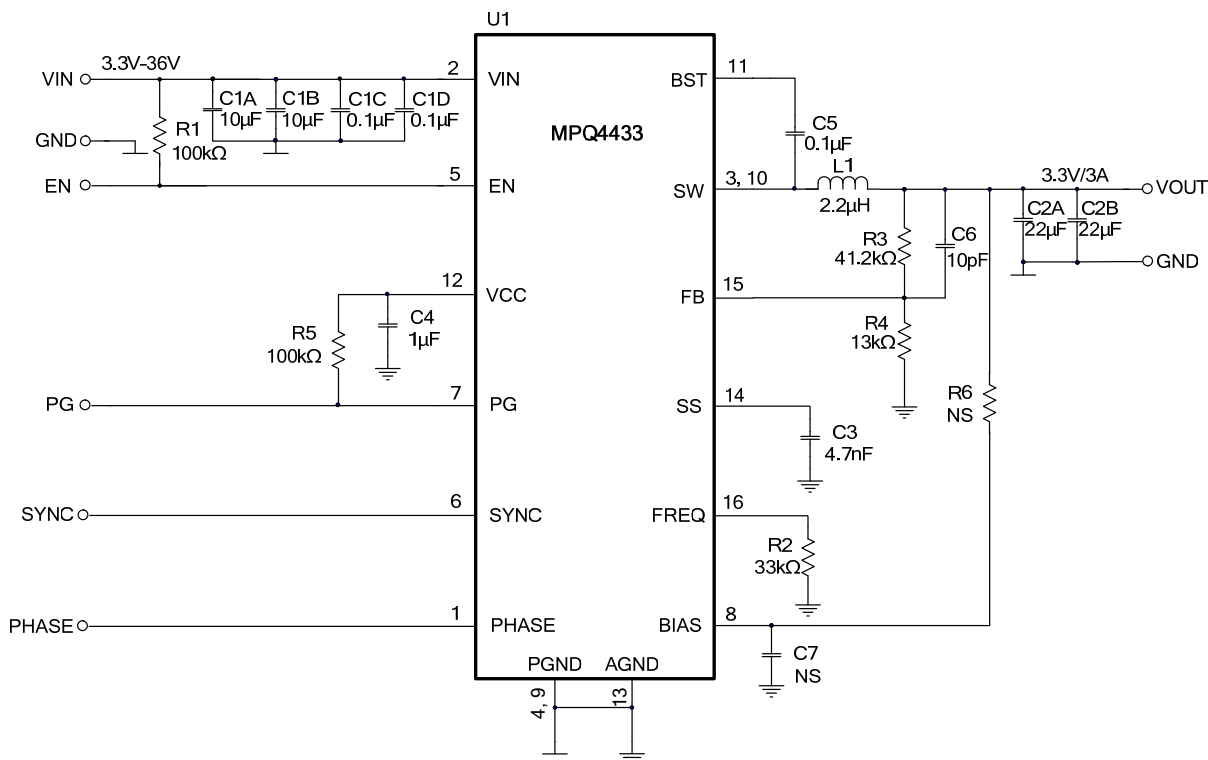 U1
VIN
3.3V-36V
2
VIN
C1A
10µF
C1B
10µF
C1C
0.1µF
C1D
0.1µF
R1
100kΩ
GND
EN
5
EN
MPQ4433
BST
11
C5
0.1µF
SW
3, 10
L1
2.2µH
3.3V/3A
VOUT
C2A
22µF
C2B
22µF
GND
R3
41.2kΩ
C6
10pF
12
VCC
FB
15
R5
100kΩ
C4
1µF
R4
13kΩ
PG
7
PG
SS
14
C3
4.7nF
R6
NS
SYNC
6
SYNC
FREQ
16
R2
33kΩ
PHASE
1
PHASE
BIAS
8
C7
NS
PGND
AGND
4, 9
13